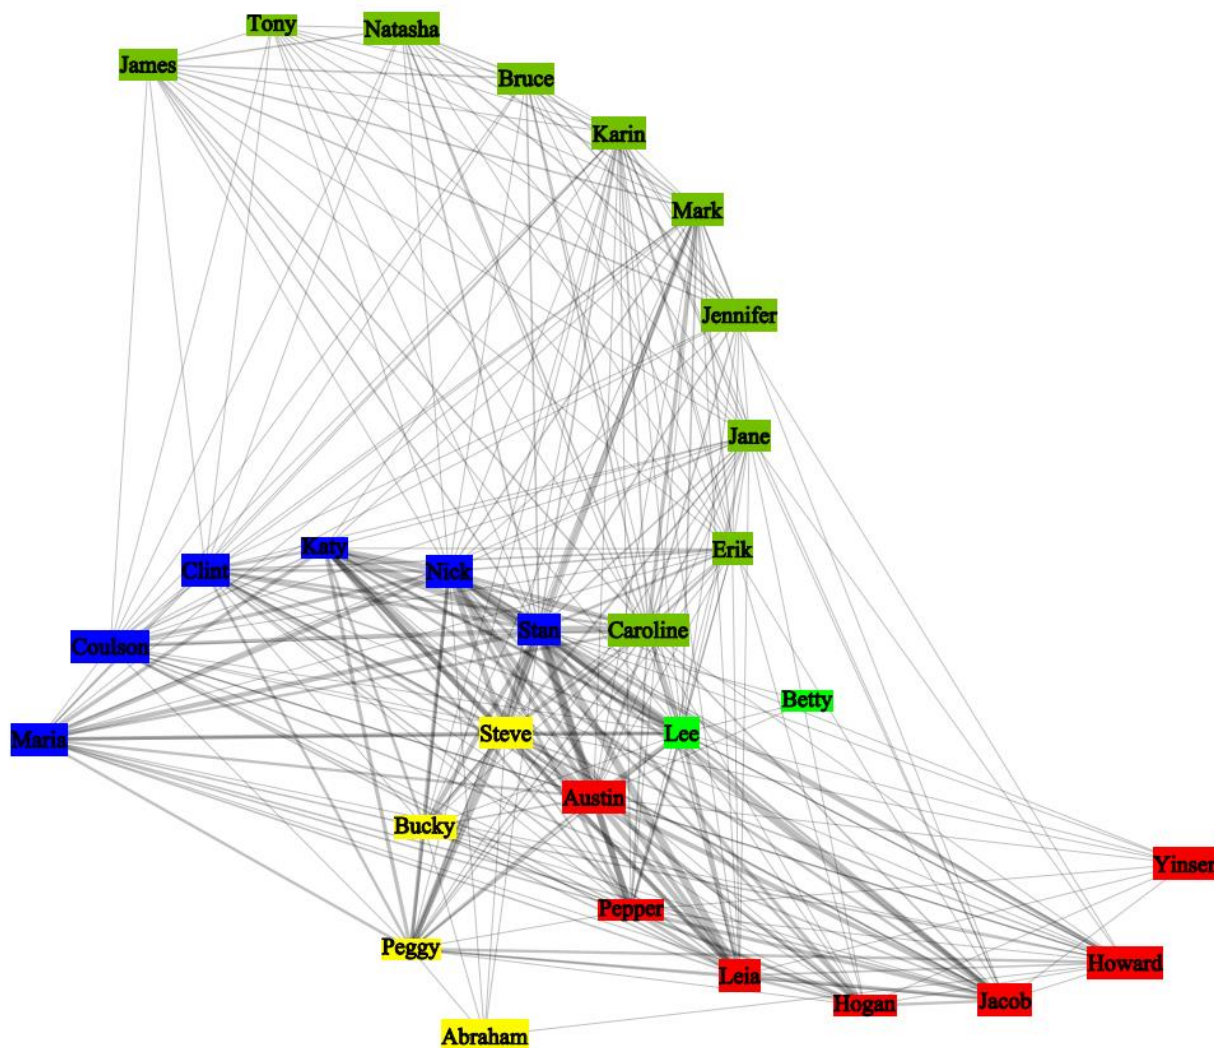 Tony
Natasha
James
Bruce
Karin
Mark
Jennifer
Jane
Katy
Erik
Clint
Nick
Stan
Caroline
Coulson
Betty
Maria
Steve
Lee
Austin
Bucky
Yinsen
Pepper
Peggy
Howard
Leia
Jacob
Hogan
Abraham